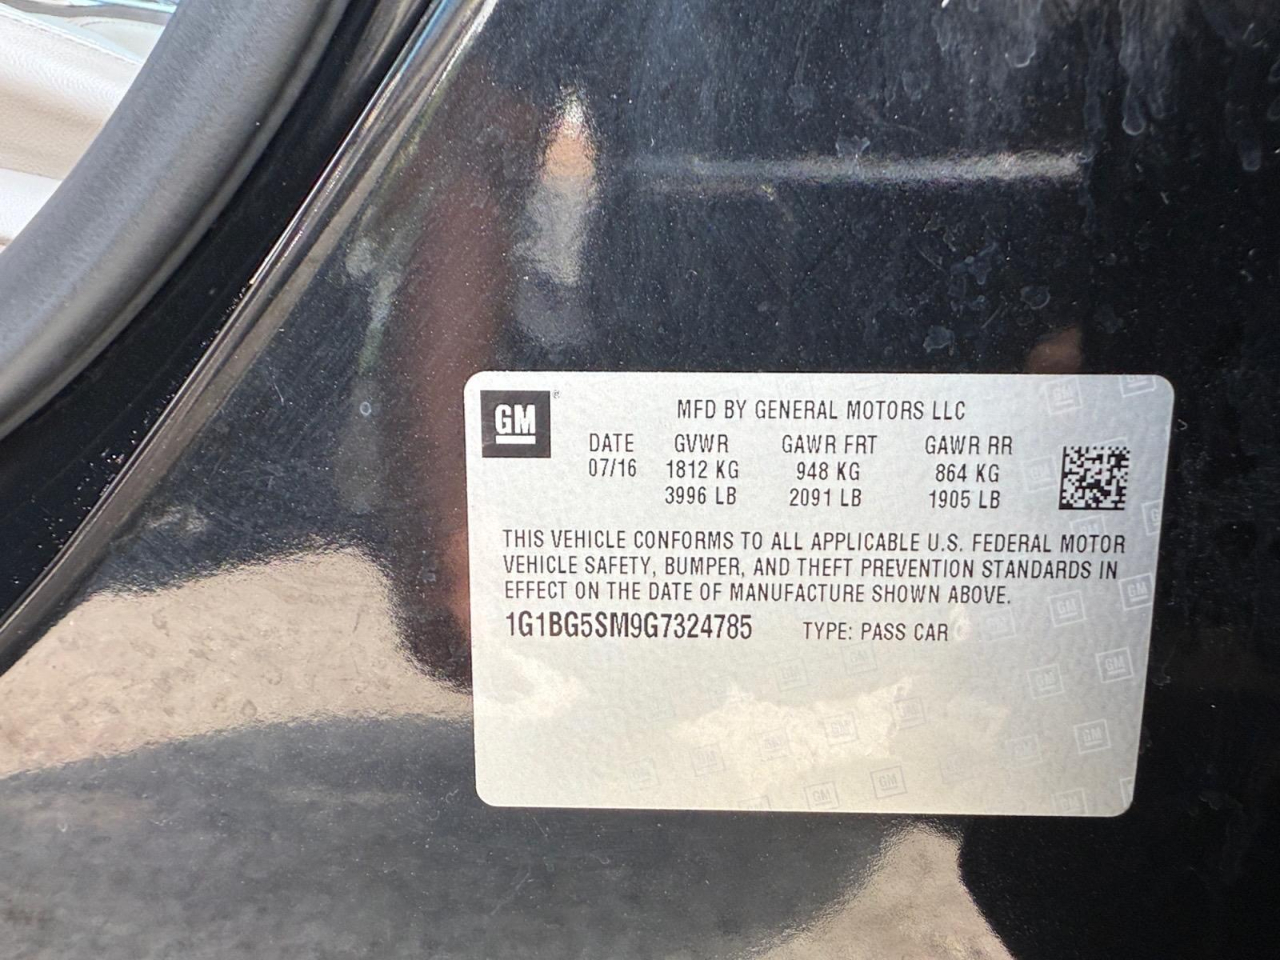 GM ® MFD BY GENERAL MOTORS LLC
DATE GVWR GAWR FRT GAWR RR
07/16 1812 KG 948 KG 864 KG
3996 LB 2091 LB 1905 LB
THIS VEHICLE CONFORMS TO ALL APPLICABLE U.S. FEDERAL MOTOR
VEHICLE SAFETY, BUMPER, AND THEFT PREVENTION STANDARDS IN
EFFECT ON THE DATE OF MANUFACTURE SHOWN ABOVE.
1G1BG5SM9G7324785 TYPE: PASS CAR